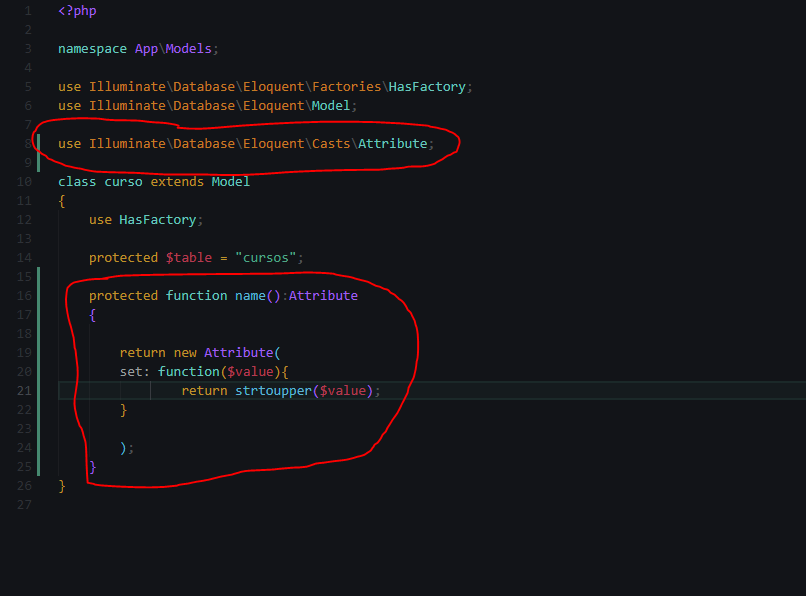 1 <?php
2
3 namespace App\Models;
4
5 use Illuminate\Database\Eloquent\Factories\HasFactory;
6 use Illuminate\Database\Eloquent\Model;
7
8 use Illuminate\Database\Eloquent\Casts\Attribute;
9
10 class curso extends Model
11 {
12 use HasFactory;
13
14 protected $table = "cursos";
15
16 protected function name():Attribute
17 {
18
19 return new Attribute(
20 set: function($value){
21 return strtoupper($value);
22 }
23
24 );
25 }
26 }
27